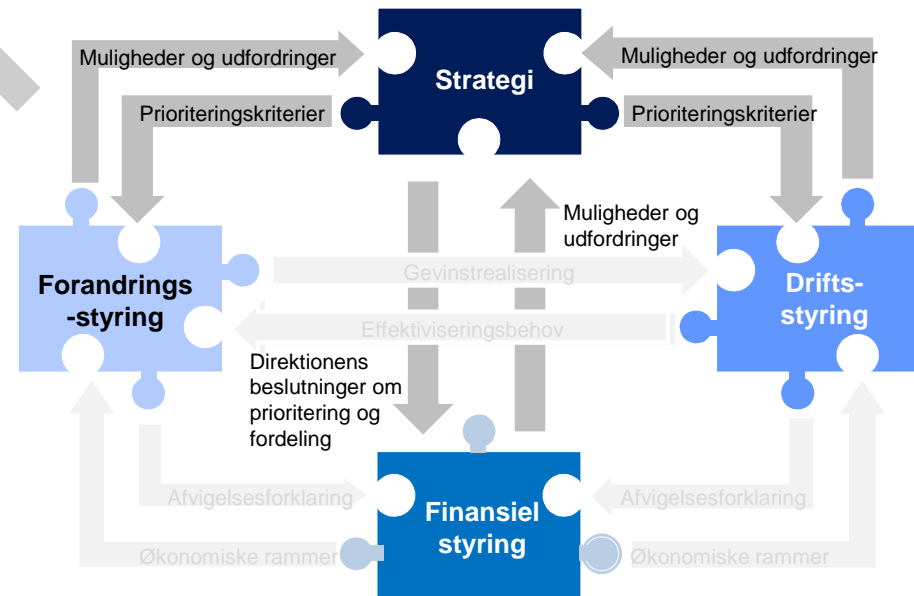 Muligheder og udfordringer
Strategi
Muligheder og udfordringer
Prioriteringskriterier
Prioriteringskriterier
Muligheder og
udfordringer
Forandrings
-styring
Gevinstrealisering
Drifts-
styring
Effektiviseringsbehov
Direktionens
beslutninger om
prioritering og
fordeling
Afvigelsesforklaring
Finansiel
styring
Afvigelsesforklaring
Økonomiske rammer
Økonomiske rammer